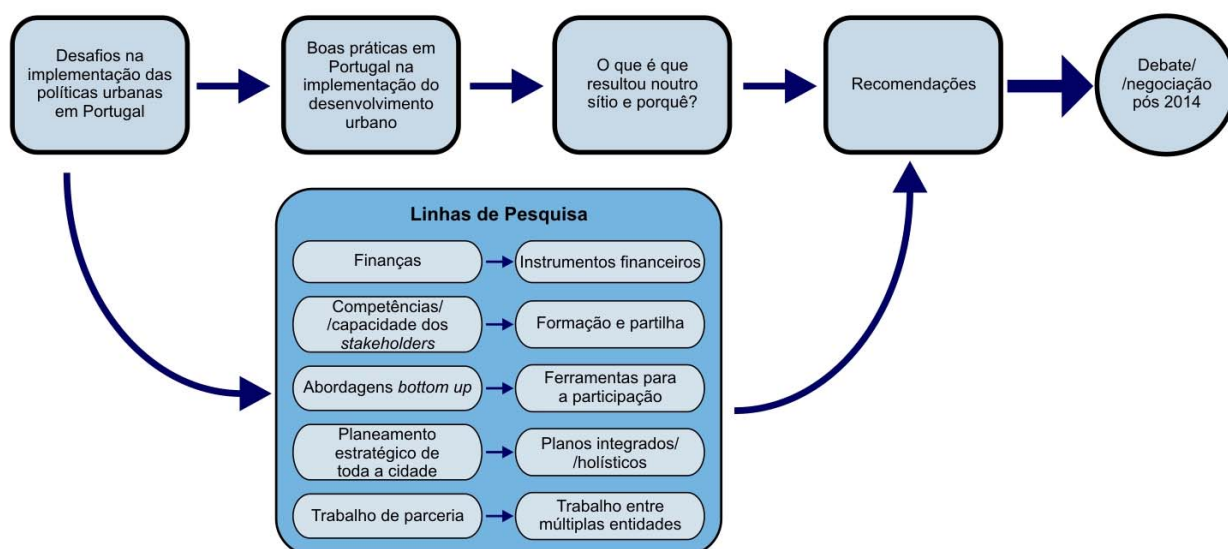 Desafios na
implementação das
políticas urbanas
em Portugal
Boas práticas em
Portugal na
implementação do
desenvolvimento
urbano
O que é que
resultou noutro
sítio e porquê?
Recomendações
Debate/
/negociação
pós 2014
Linhas de Pesquisa
Finanças
Instrumentos financeiros
Competências/
/capacidade dos
stakeholders
Formação e partilha
Abordagens bottom up
Ferramentas para
a participação
Planeamento
estratégico de
toda a cidade
Planos integrados/
/holísticos
Trabalho de parceria
Trabalho entre
múltiplas entidades